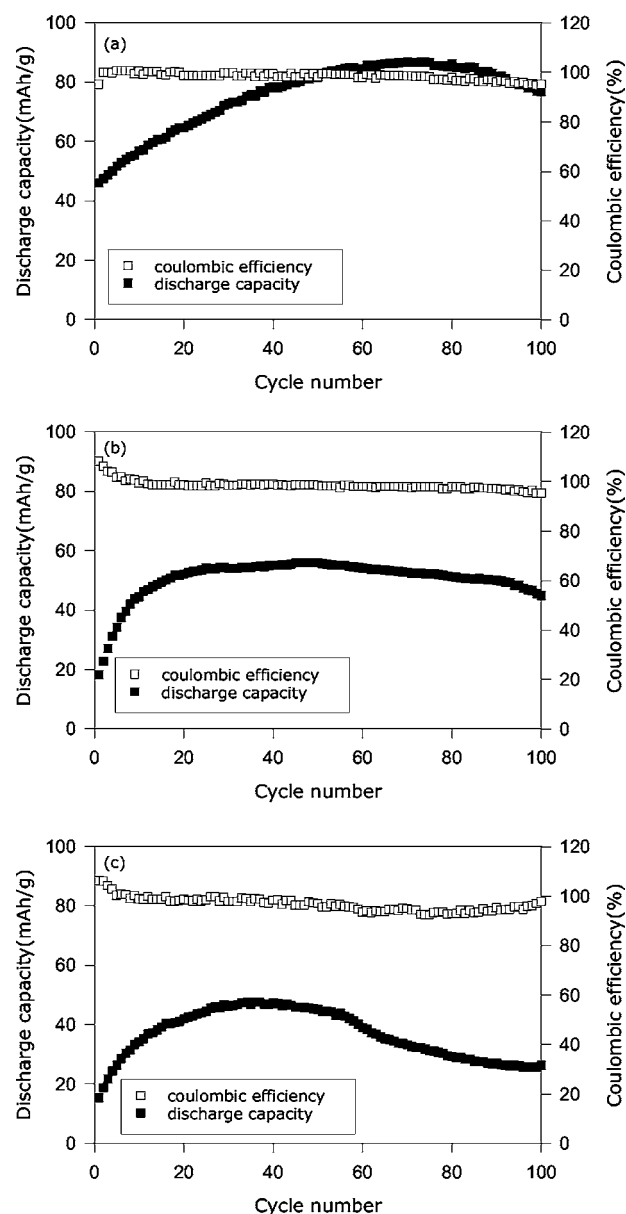 (a)
100
80
60
40
20
0
120
100
80
60
40
20
0
Discharge capacity(mAh/g)
Coulombic efficiency(%)
coulombic efficiency
discharge capacity
0 20 40 60 80 100
Cycle number
(b)
100
80
60
40
20
0
120
100
80
60
40
20
0
Discharge capacity(mAh/g)
Coulombic efficiency(%)
coulombic efficiency
discharge capacity
0 20 40 60 80 100
Cycle number
(c)
100
80
60
40
20
0
120
100
80
60
40
20
0
Discharge capacity(mAh/g)
Coulombic efficiency(%)
coulombic efficiency
discharge capacity
0 20 40 60 80 100
Cycle number